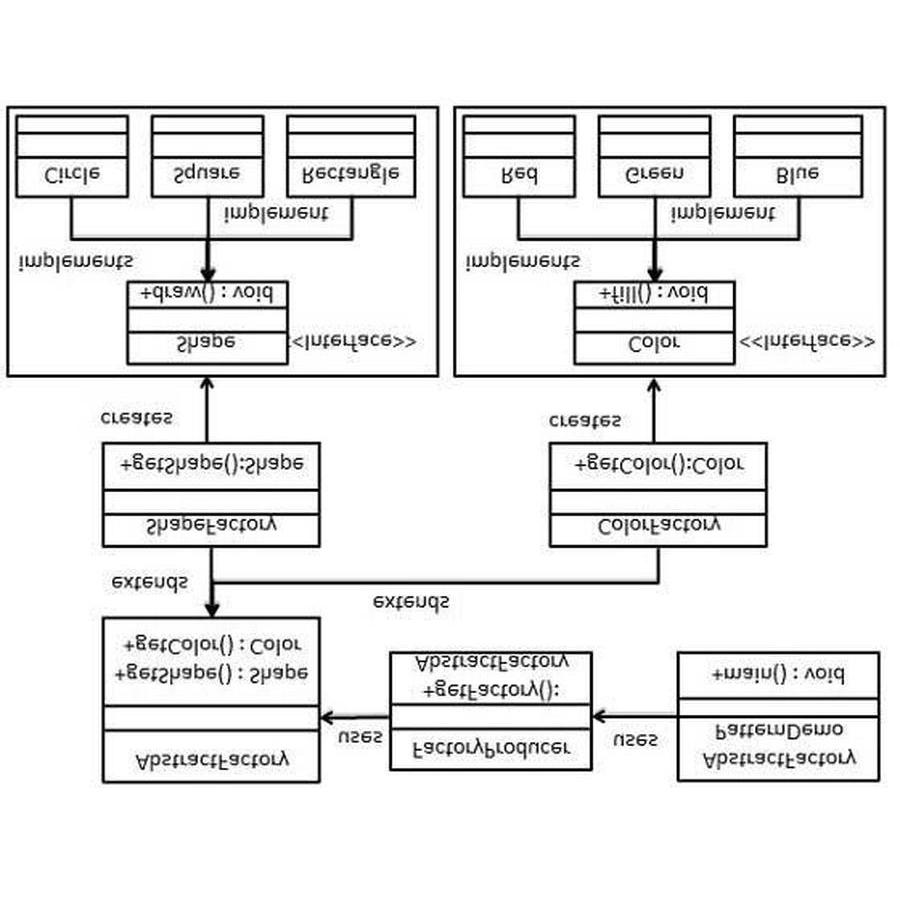 AbstractFactory
+getShape() : Shape
+getColor() : Color
uses
FactoryProducer
+getFactory():
AbstractFactory
uses
AbstractFactory
PatternDemo
+main() : void
extends
extends
ShapeFactory
+getShape():Shape
ColorFactory
+getColor():Color
creates
creates
Shape
<<Interface>>
+draw() : void
Color
<<Interface>>
+fill() : void
implements
implement
implements
implement
Circle
Square
Rectangle
Red
Green
Blue